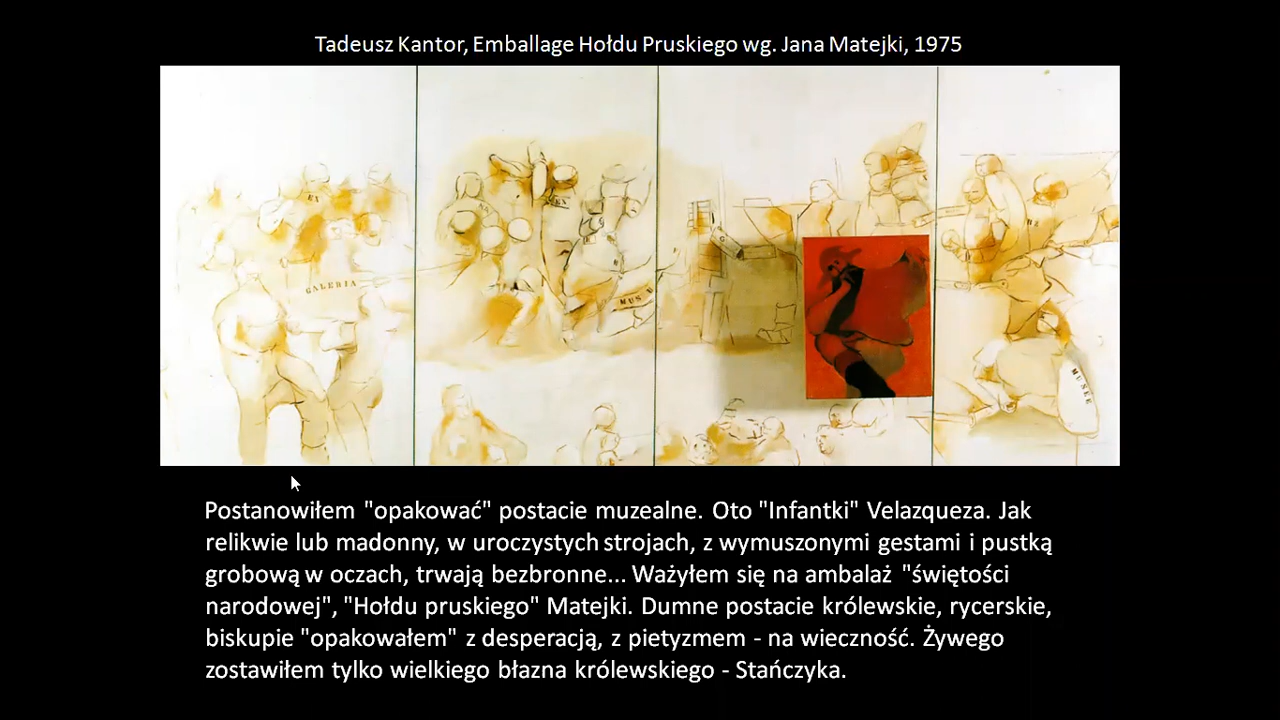 Tadeusz Kantor, Emballage Hołdu Pruskiego wg. Jana Matejki, 1975
GALERIA
MUSEE
Postanowiłem "opakować" postacie muzealne. Oto "Infantki" Velazqueza. Jak
relikwie lub madonny, w uroczystych strojach, z wymuszonymi gestami i pustką
grobową w oczach, trwają bezbronne... Ważyłem się na ambalaż "świętości
narodowej", "Hołdu pruskiego" Matejki. Dumne postacie królewskie, rycerskie,
biskupie "opakowałem" z desperacją, z pietyzmem - na wieczność. Żywego
zostawiłem tylko wielkiego błazna królewskiego - Stańczyka.